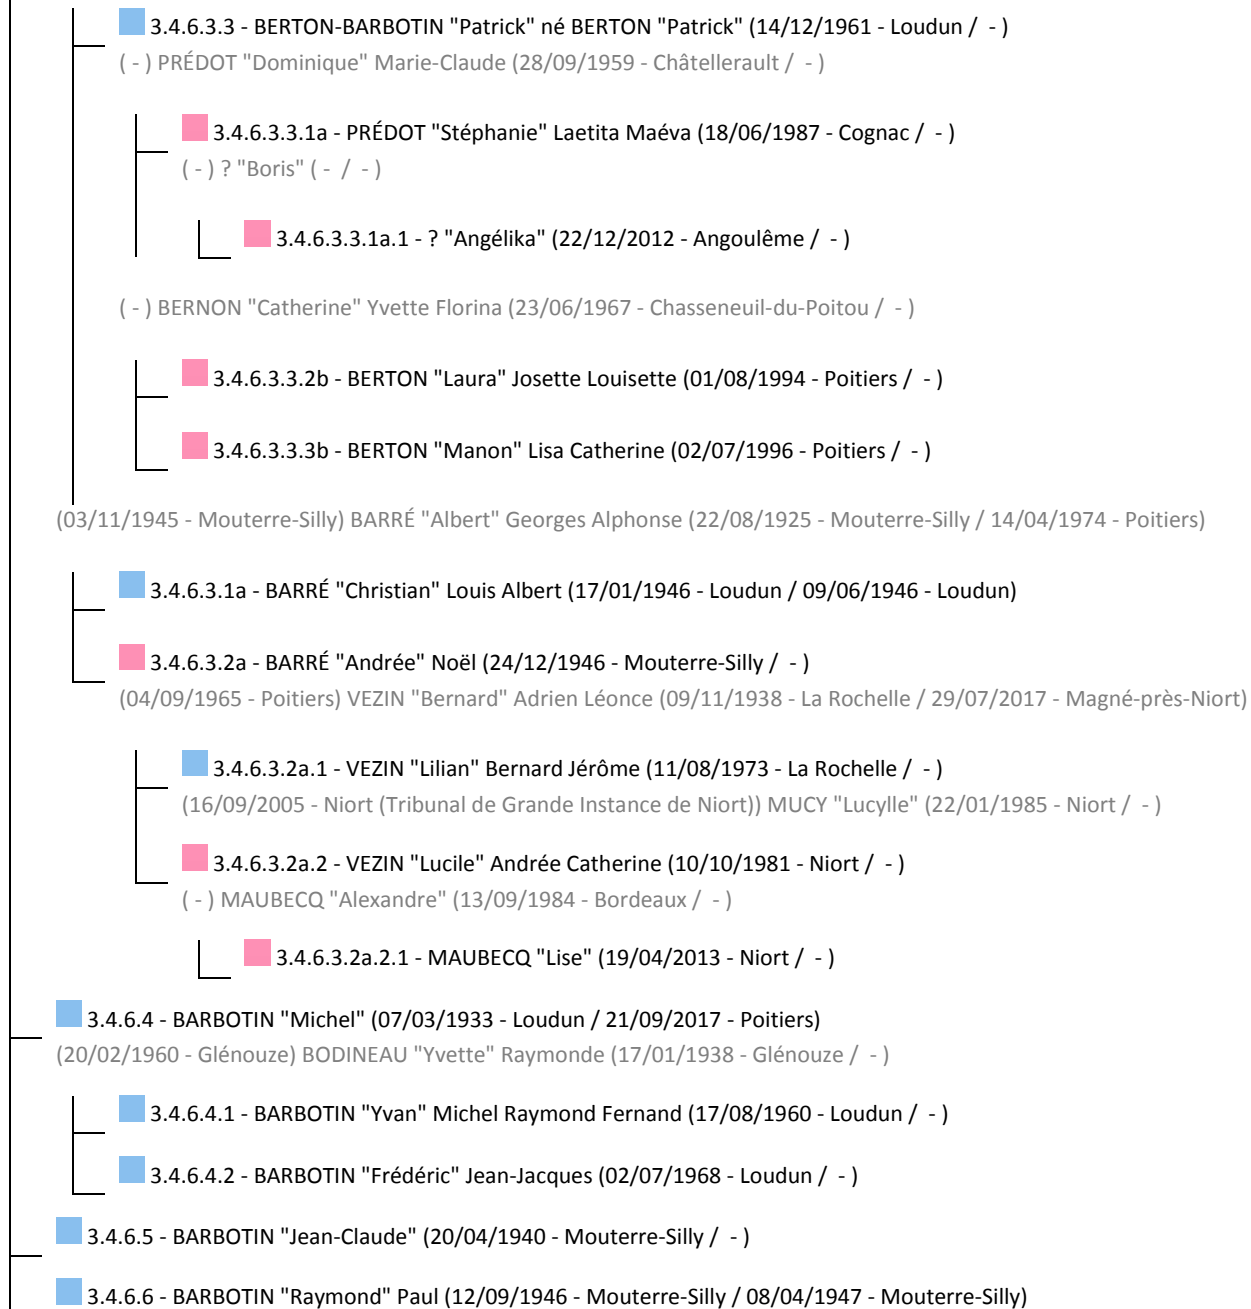 3.4.6.3.3 - BERTON-BARBOTIN "Patrick" né BERTON "Patrick" (14/12/1961 - Loudun /  - )
( - ) PRÉDOT "Dominique" Marie-Claude (28/09/1959 - Châtellerault /  - )
3.4.6.3.3.1a - PRÉDOT "Stéphanie" Laetita Maéva (18/06/1987 - Cognac /  - )
( - ) ? "Boris" ( -  /  - )
3.4.6.3.3.1a.1 - ? "Angélika" (22/12/2012 - Angoulême /  - )
( - ) BERNON "Catherine" Yvette Florina (23/06/1967 - Chasseneuil-du-Poitou /  - )
3.4.6.3.3.2b - BERTON "Laura" Josette Louisette (01/08/1994 - Poitiers /  - )
3.4.6.3.3.3b - BERTON "Manon" Lisa Catherine (02/07/1996 - Poitiers /  - )
(03/11/1945 - Mouterre-Silly) BARRÉ "Albert" Georges Alphonse (22/08/1925 - Mouterre-Silly / 14/04/1974 - Poitiers)
3.4.6.3.1a - BARRÉ "Christian" Louis Albert (17/01/1946 - Loudun / 09/06/1946 - Loudun)
3.4.6.3.2a - BARRÉ "Andrée" Noël (24/12/1946 - Mouterre-Silly /  - )
(04/09/1965 - Poitiers) VEZIN "Bernard" Adrien Léonce (09/11/1938 - La Rochelle / 29/07/2017 - Magné-près-Niort)
3.4.6.3.2a.1 - VEZIN "Lilian" Bernard Jérôme (11/08/1973 - La Rochelle /  - )
(16/09/2005 - Niort (Tribunal de Grande Instance de Niort)) MUCY "Lucylle" (22/01/1985 - Niort /  - )
3.4.6.3.2a.2 - VEZIN "Lucile" Andrée Catherine (10/10/1981 - Niort /  - )
( - ) MAUBECQ "Alexandre" (13/09/1984 - Bordeaux /  - )
3.4.6.3.2a.2.1 - MAUBECQ "Lise" (19/04/2013 - Niort /  - )
3.4.6.4 - BARBOTIN "Michel" (07/03/1933 - Loudun / 21/09/2017 - Poitiers)
(20/02/1960 - Glénouze) BODINEAU "Yvette" Raymonde (17/01/1938 - Glénouze /  - )
3.4.6.4.1 - BARBOTIN "Yvan" Michel Raymond Fernand (17/08/1960 - Loudun /  - )
3.4.6.4.2 - BARBOTIN "Frédéric" Jean-Jacques (02/07/1968 - Loudun /  - )
3.4.6.5 - BARBOTIN "Jean-Claude" (20/04/1940 - Mouterre-Silly /  - )
3.4.6.6 - BARBOTIN "Raymond" Paul (12/09/1946 - Mouterre-Silly / 08/04/1947 - Mouterre-Silly)